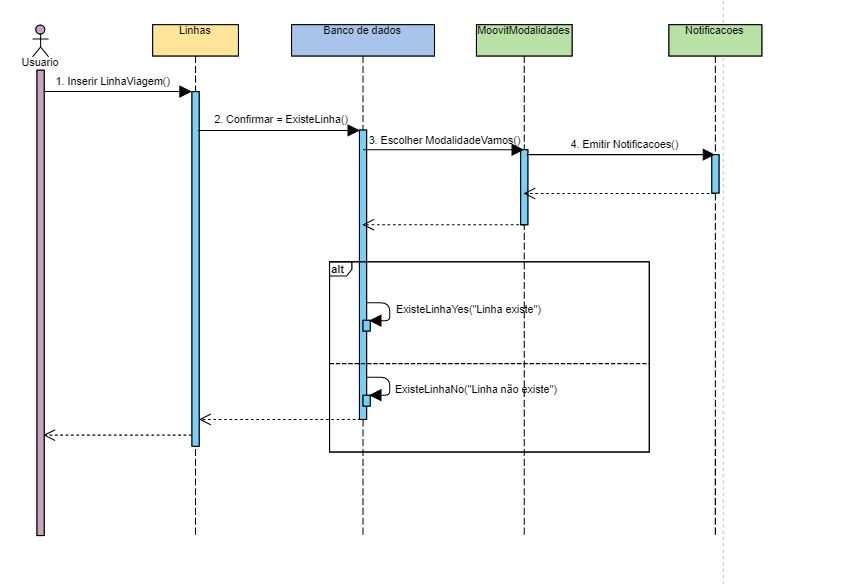 Linhas
Banco de dados
MoovitModalidades
Notificacoes
Usuario
1. Inserir LinhaViagem()
2. Confirmar = ExisteLinha()
3. Escolher ModalidadeVamos()
4. Emitir Notificacoes()
alt
ExisteLinhaYes("Linha existe")
ExisteLinhaNo("Linha não existe")